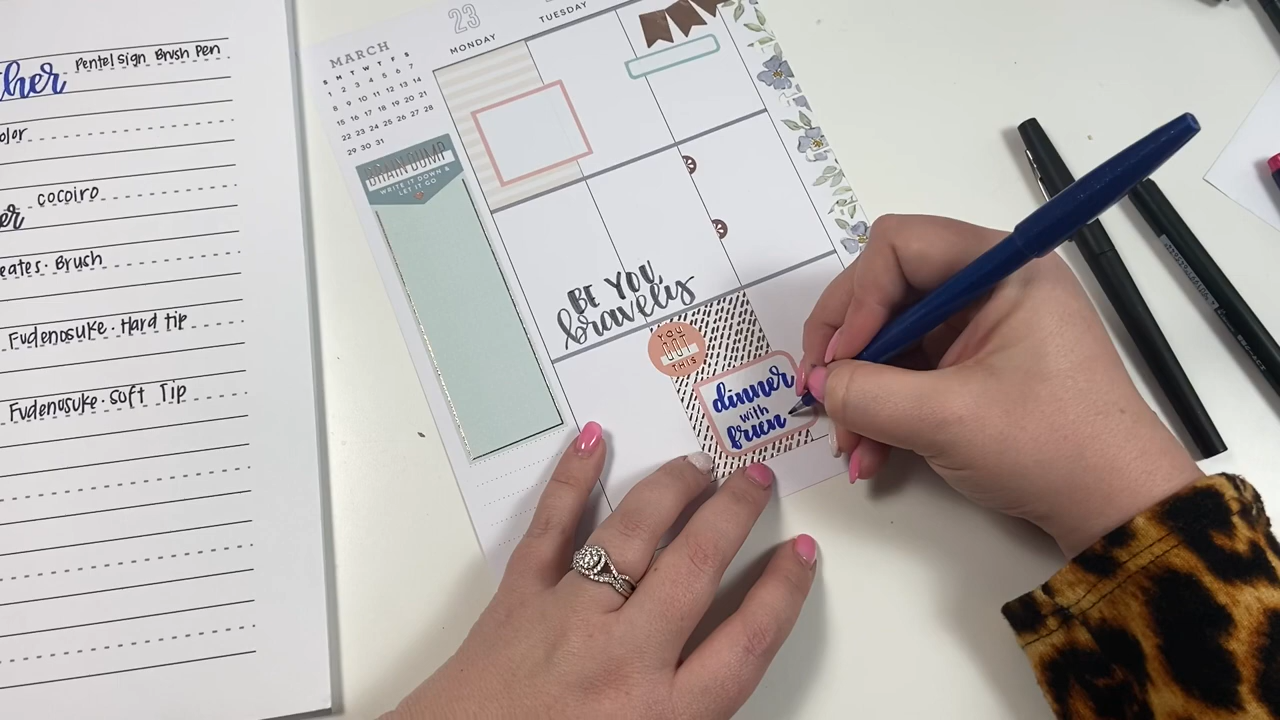 her Pentel Sign Brush Pen
olor
cocoiro
er
eates. Brush
Fudenosuke. Hard tip
Fudenosuke. Soft Tip
MARCH
S M T W T F S
1 2 3 4 5 6 7
8 9 10 11 12 13 14
15 16 17 18 19 20 21
22 23 24 25 26 27 28
29 30 31
23
MONDAY
TUESDAY
BRAIN DUMP
WRITE IT DOWN &
LET IT GO
BE YOU
bravely
YOU
GOT
THIS
dinner
with
frien